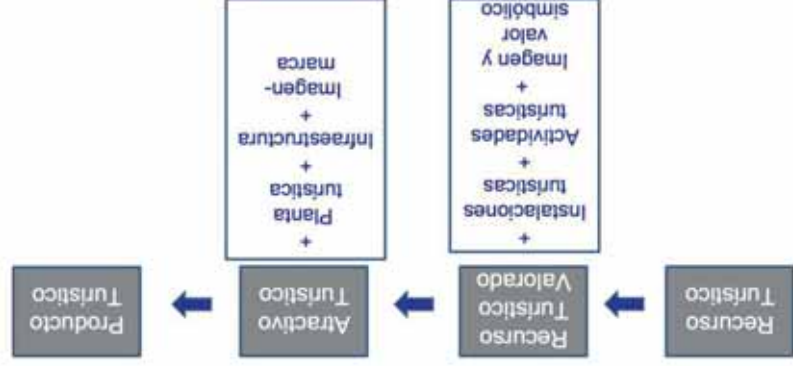 Recurso
Turístico
Recurso
Turístico
Valorado
Atractivo
Turístico
Producto
Turístico
+
Instalaciones
turísticas
+
Actividades
turísticas
+
Imagen y
valor
simbólico
+
Planta
turística
+
Infraestructura
+
Imagen-
marca